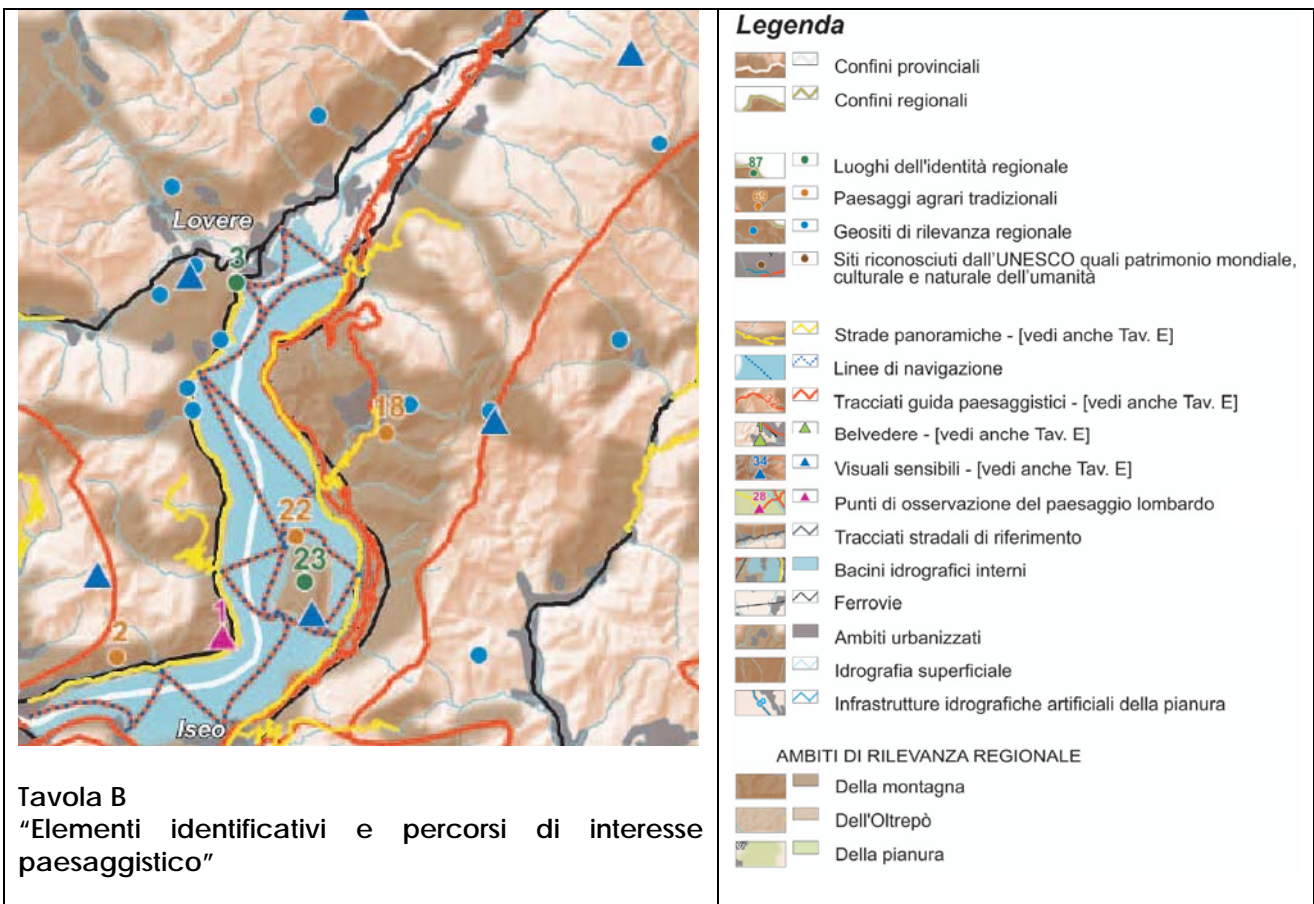 Lovere
3
18
22
23
1
2
Iseo
Tavola B
“Elementi identificativi e percorsi di interesse
paesaggistico”
Legenda
Confini provinciali
Confini regionali
87
Luoghi dell'identità regionale
65
Paesaggi agrari tradizionali
Geositi di rilevanza regionale
Siti riconosciuti dall'UNESCO quali patrimonio mondiale,
culturale e naturale dell'umanità
Strade panoramiche - [vedi anche Tav. E]
Linee di navigazione
Tracciati guida paesaggistici - [vedi anche Tav. E]
1
Belvedere - [vedi anche Tav. E]
34
Visuali sensibili - [vedi anche Tav. E]
28
Punti di osservazione del paesaggio lombardo
Tracciati stradali di riferimento
Bacini idrografici interni
Ferrovie
Ambiti urbanizzati
Idrografia superficiale
Infrastrutture idrografiche artificiali della pianura
AMBITI DI RILEVANZA REGIONALE
Della montagna
Dell'Oltrepò
Della pianura